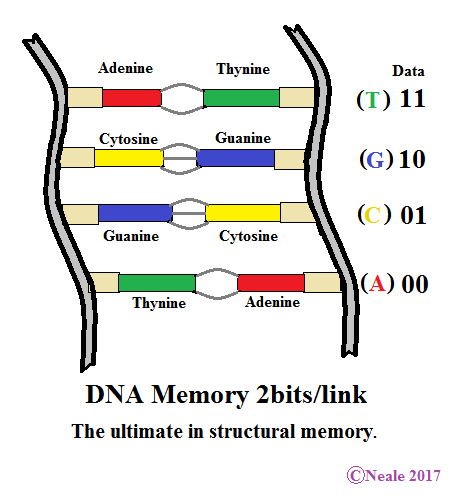 Data
Adenine Thynine
(T) 11
Cytosine Guanine
(G) 10
(C) 01
Guanine Cytosine
(A) 00
Thynine Adenine
DNA Memory 2bits/link
The ultimate in structural memory.
©Neale 2017